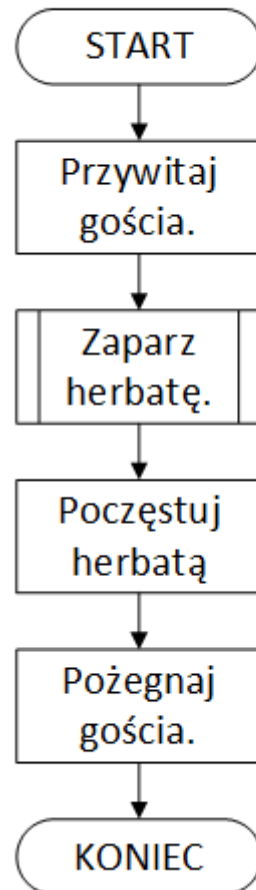 START
Przywitaj
gościa.
Zaparz
herbatę.
Poczęstuj
herbatą
Pożegnaj
gościa.
KONIEC